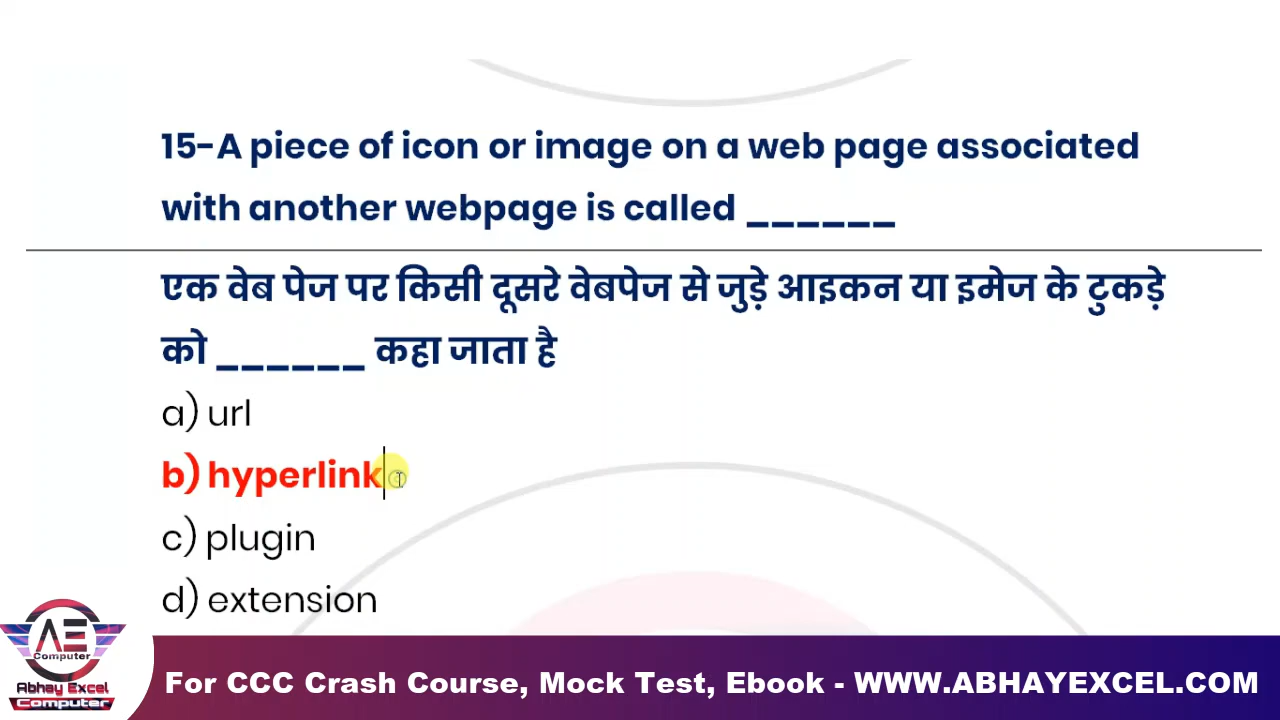 15-A piece of icon or image on a web page associated
with another webpage is called ______
एक वेब पेज पर किसी दूसरे वेबपेज से जुड़े आइकन या इमेज के टुकड़े
को ______ कहा जाता है
a) url
b) hyperlink
c) plugin
d) extension
AE
Computer
Abhay Excel
Computer
For CCC Crash Course, Mock Test, Ebook - WWW.ABHAYEXCEL.COM